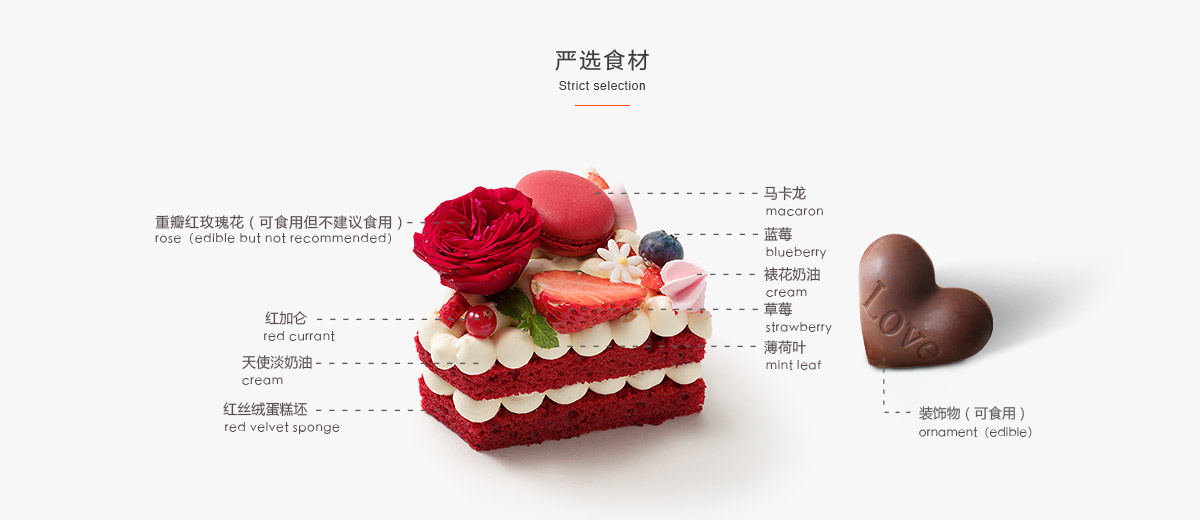 严选食材
Strict selection
重瓣红玫瑰花（可食用但不建议食用）
rose（edible but not recommended）
红加仑
red currant
天使淡奶油
cream
红丝绒蛋糕坯
red velvet sponge
马卡龙
macaron
蓝莓
blueberry
裱花奶油
cream
草莓
strawberry
薄荷叶
mint leaf
Love
装饰物（可食用）
ornament（edible）